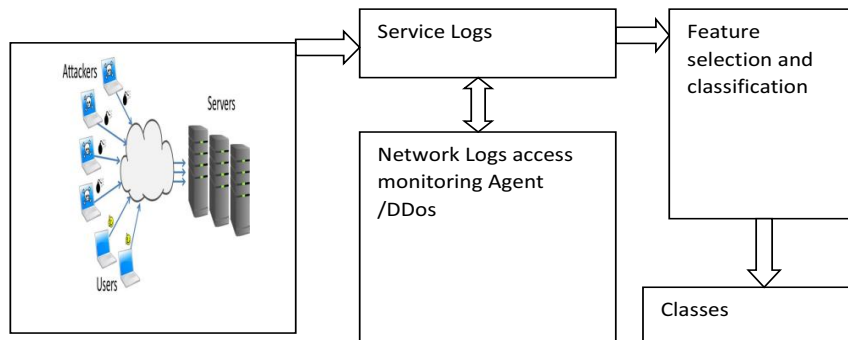 Attackers
Servers
Users
Service Logs
Network Logs access
monitoring Agent
/DDos
Feature
selection and
classification
Classes